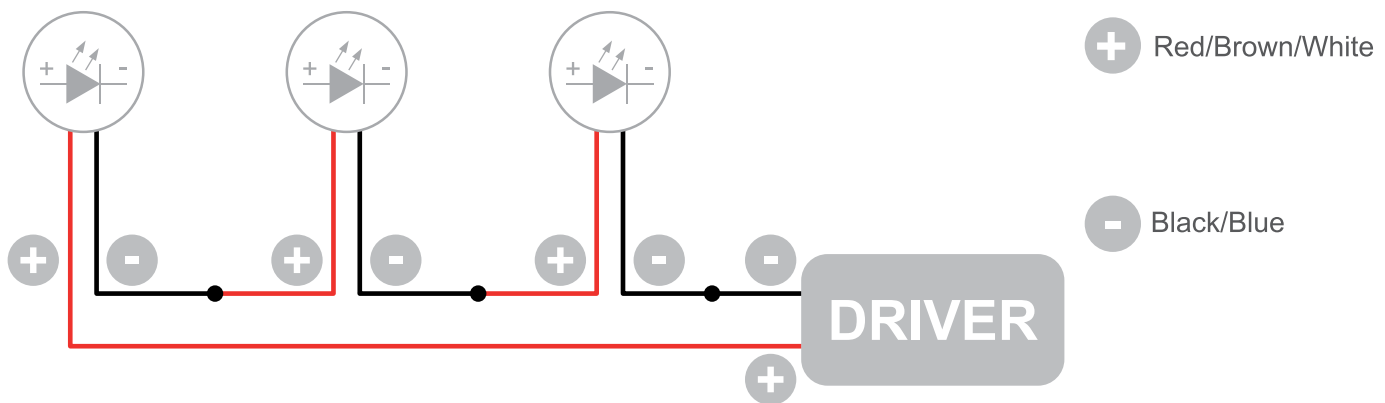 + - + - + -
+ Red/Brown/White
+ - + - + - -
- Black/Blue
DRIVER
+